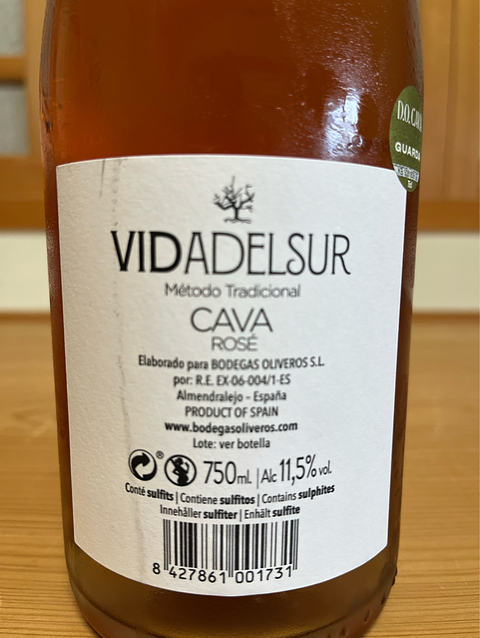 D.O. CAVA
GUARDA
VIDADELSUR
Método Tradicional
CAVA
ROSÉ
Elaborado para BODEGAS OLIVEROS S.L.
por: R.E. EX-06-004/1-ES
Almendralejo - España
PRODUCT OF SPAIN
www.bodegasoliveros.com
Lote: ver botella
® 750ml. | Alc 11,5% vol.
Conté sulfits | Contiene sulfitos | Contains sulphites
Innehåller sulfiter | Enhält sulfite
8 427861 001731